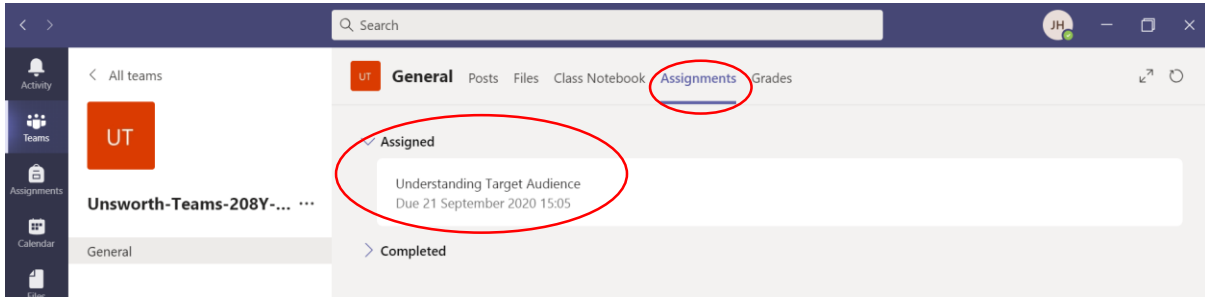 Search
JH
Activity
Teams
Assignments
Calendar
Files
All teams
UT
Unsworth-Teams-208Y-... ...
General
UT General Posts Files Class Notebook Assignments Grades
Assigned
Understanding Target Audience
Due 21 September 2020 15:05
Completed